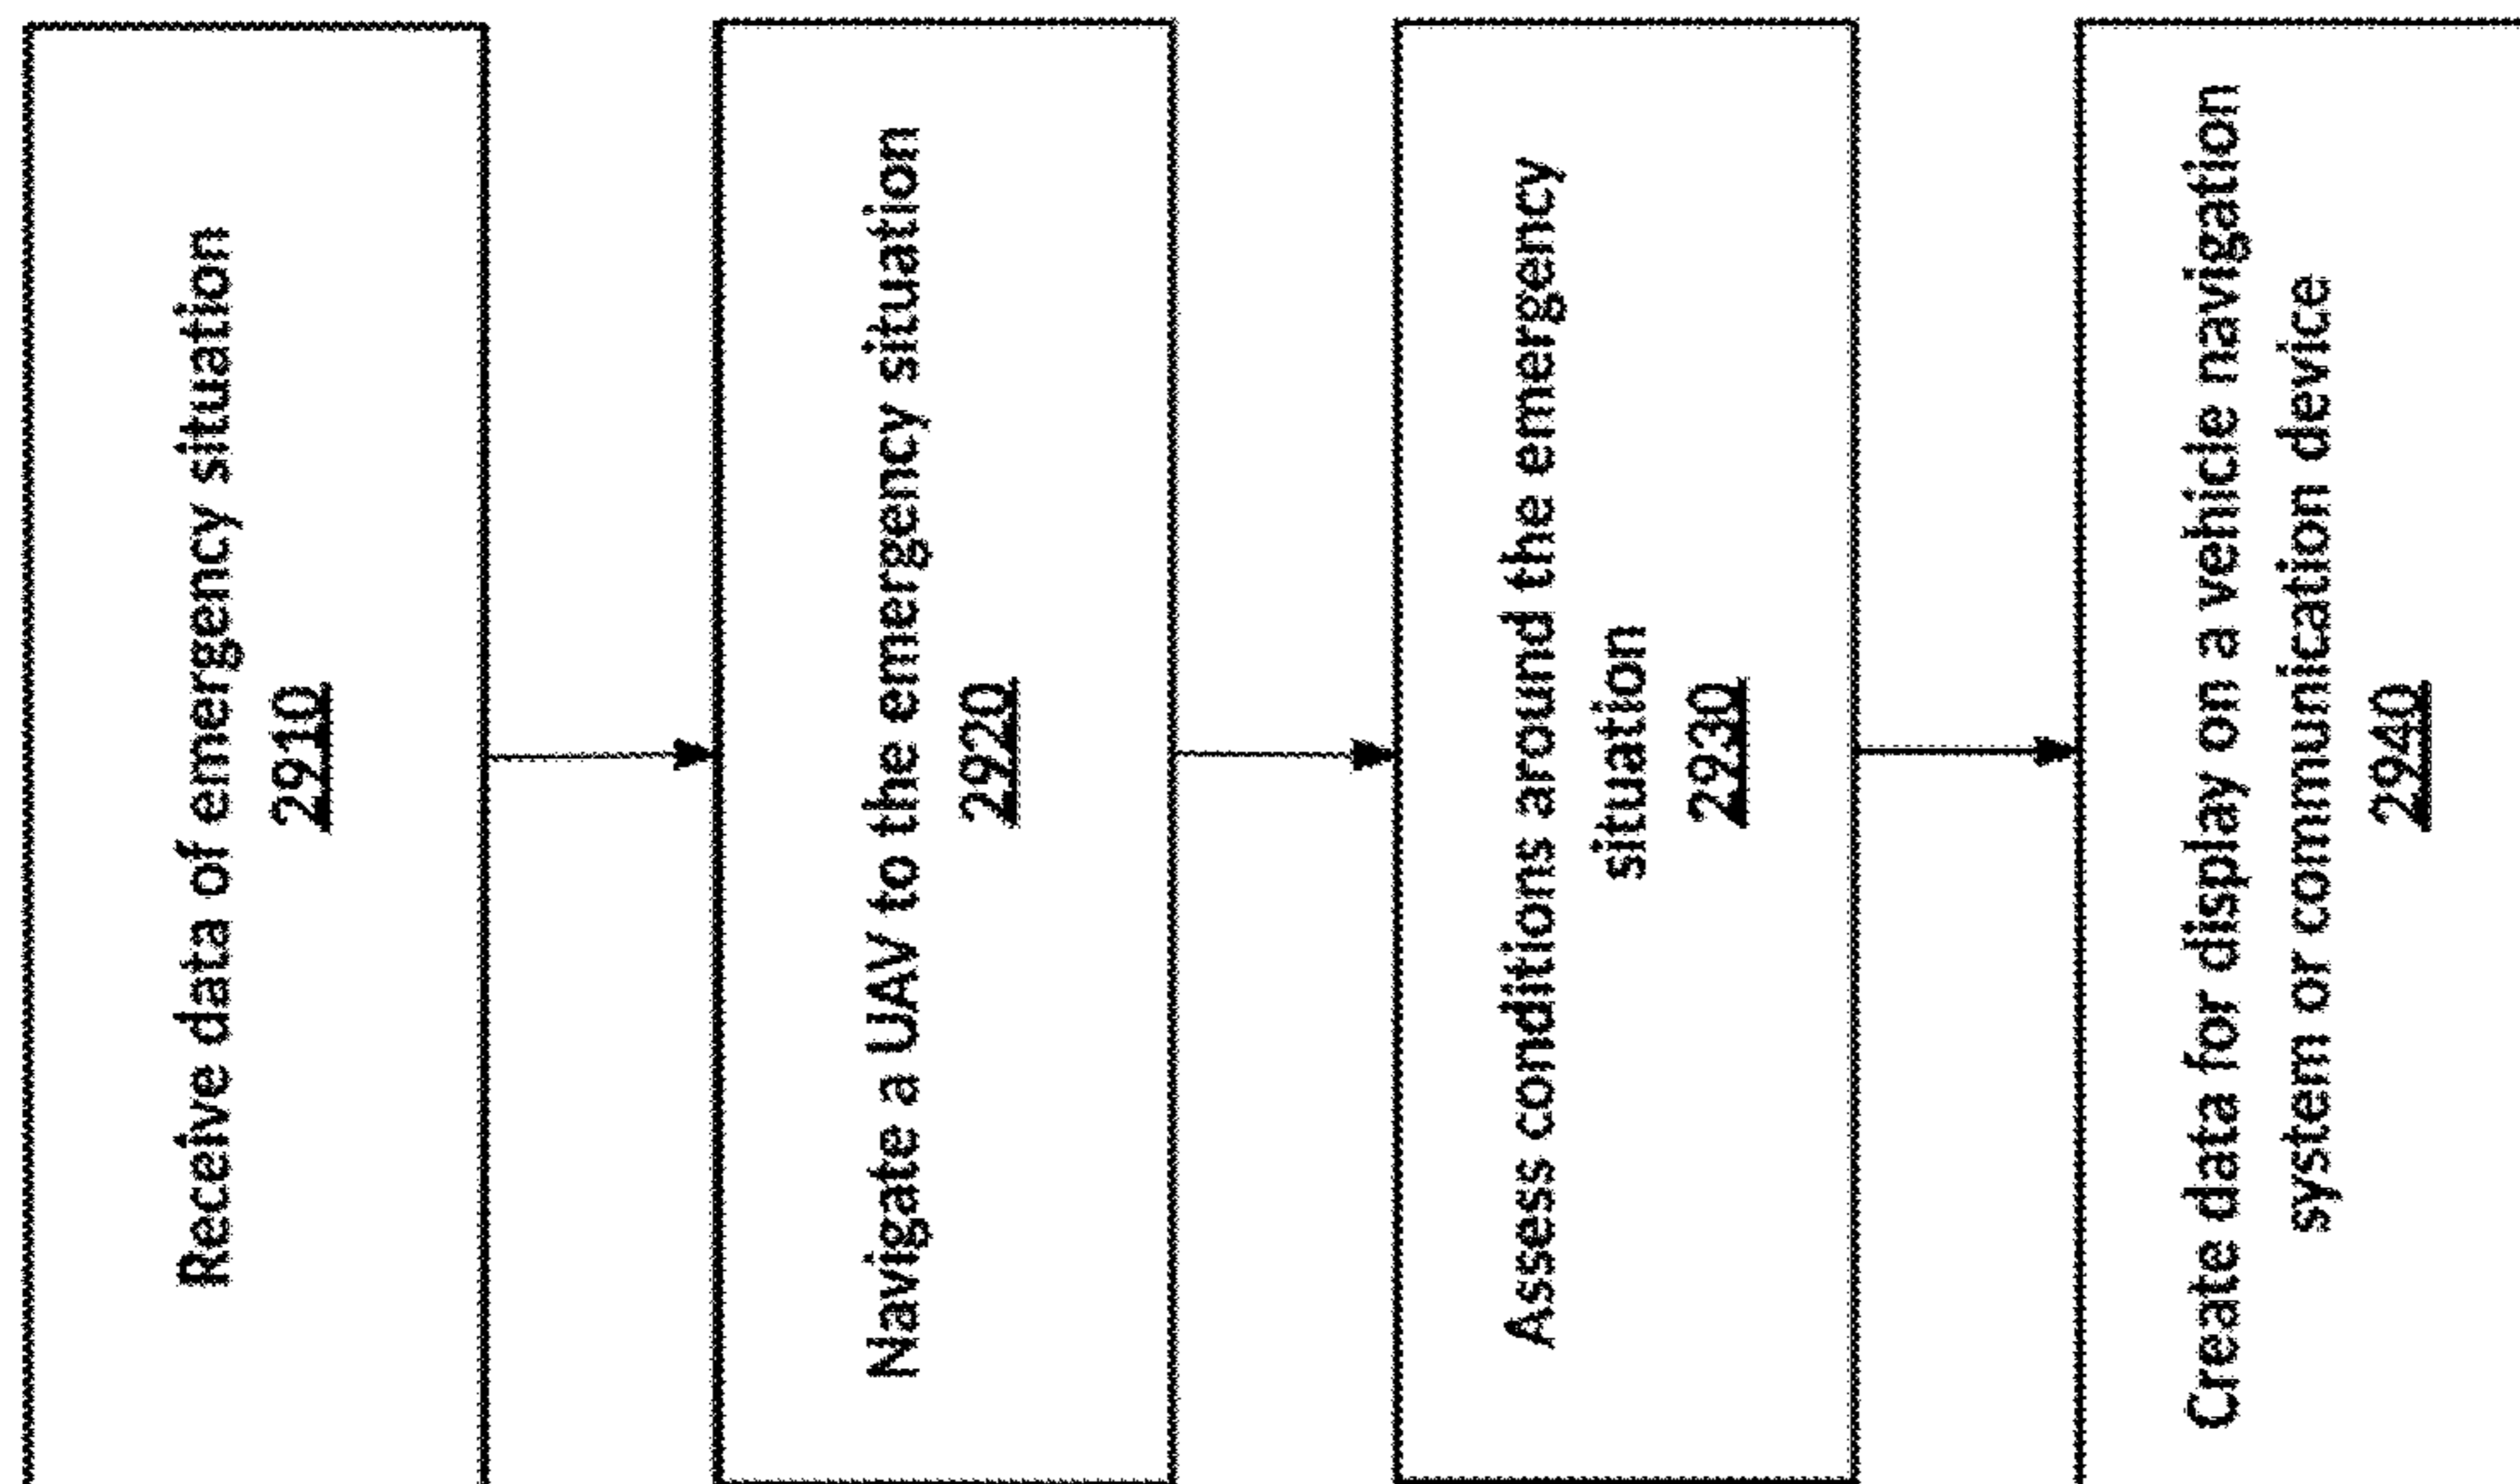 Receive data of emergency situation
2910
Navigate a UAV to the emergency situation
2920
Assess conditions around the emergency
situation
2930
Create data for display on a vehicle navigation
system or communication device
2940